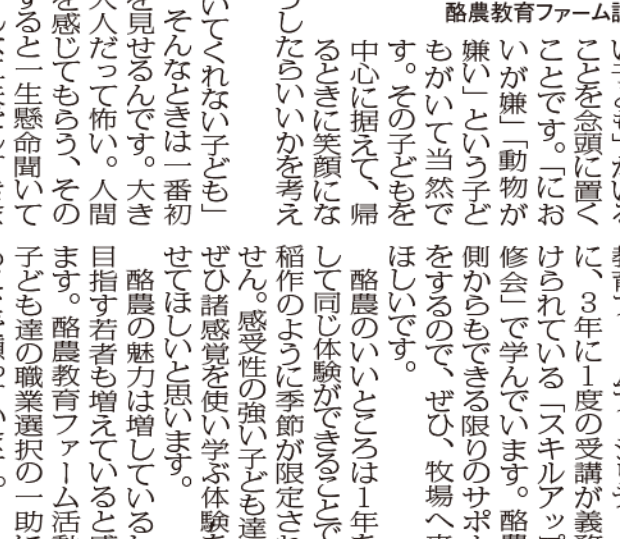 酪農教育ファーム
ことを念頭に置く
ことです。「にお
いが嫌」「動物が
嫌い」という子ど
もがいて当然で
す。その子どもを
中心に据えて、帰
るときに笑顔にな
うしたらいいかを考え
いてくれない子ども」
そんなときは一番初
を見せるんです。大き
人だって怖い。人間
を感じてもらう、その
ると一生懸命聞いて
に、3年に1度の受講が義務
けられている「スキルアップ
修会」で学んでいます。酪農
側からもできる限りのサポ
をするので、ぜひ、牧場へ
ほしいです。
酪農のいいところは1年を
して同じ体験ができることで
稲作のように季節が限定され
せん。感受性の強い子ども達
ぜひ諸感覚を使い学ぶ体験を
せてほしいと思います。
酪農の魅力は増している
目指す若者も増えていると
ます。酪農教育ファーム活動
子ども達の職業選択の一助に